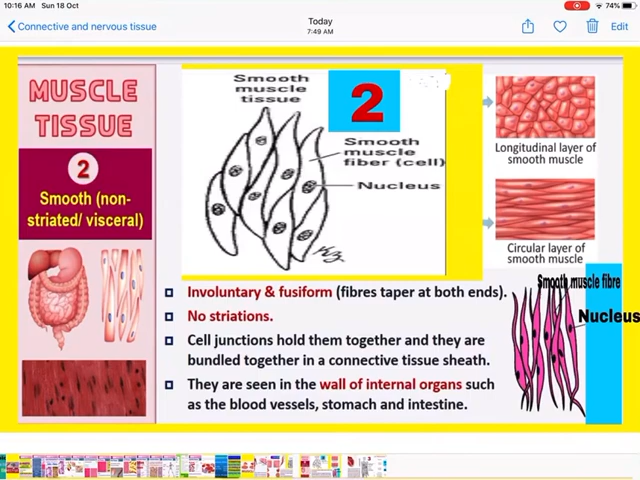 10:16 AM Sun 18 Oct
74%
Connective and nervous tissue
Today
7:49 AM
Edit
MUSCLE
TISSUE
2
Smooth (non-
striated/ visceral)
Smooth
muscle
tissue
2
Smooth
muscle
fiber (cell)
Nucleus
Longitudinal layer of
smooth muscle
Circular layer of
smooth muscle
Involuntary & fusiform (fibres taper at both ends).
No striations.
Cell junctions hold them together and they are
bundled together in a connective tissue sheath.
They are seen in the wall of internal organs such
as the blood vessels, stomach and intestine.
Smooth muscle fibre
Nucleus